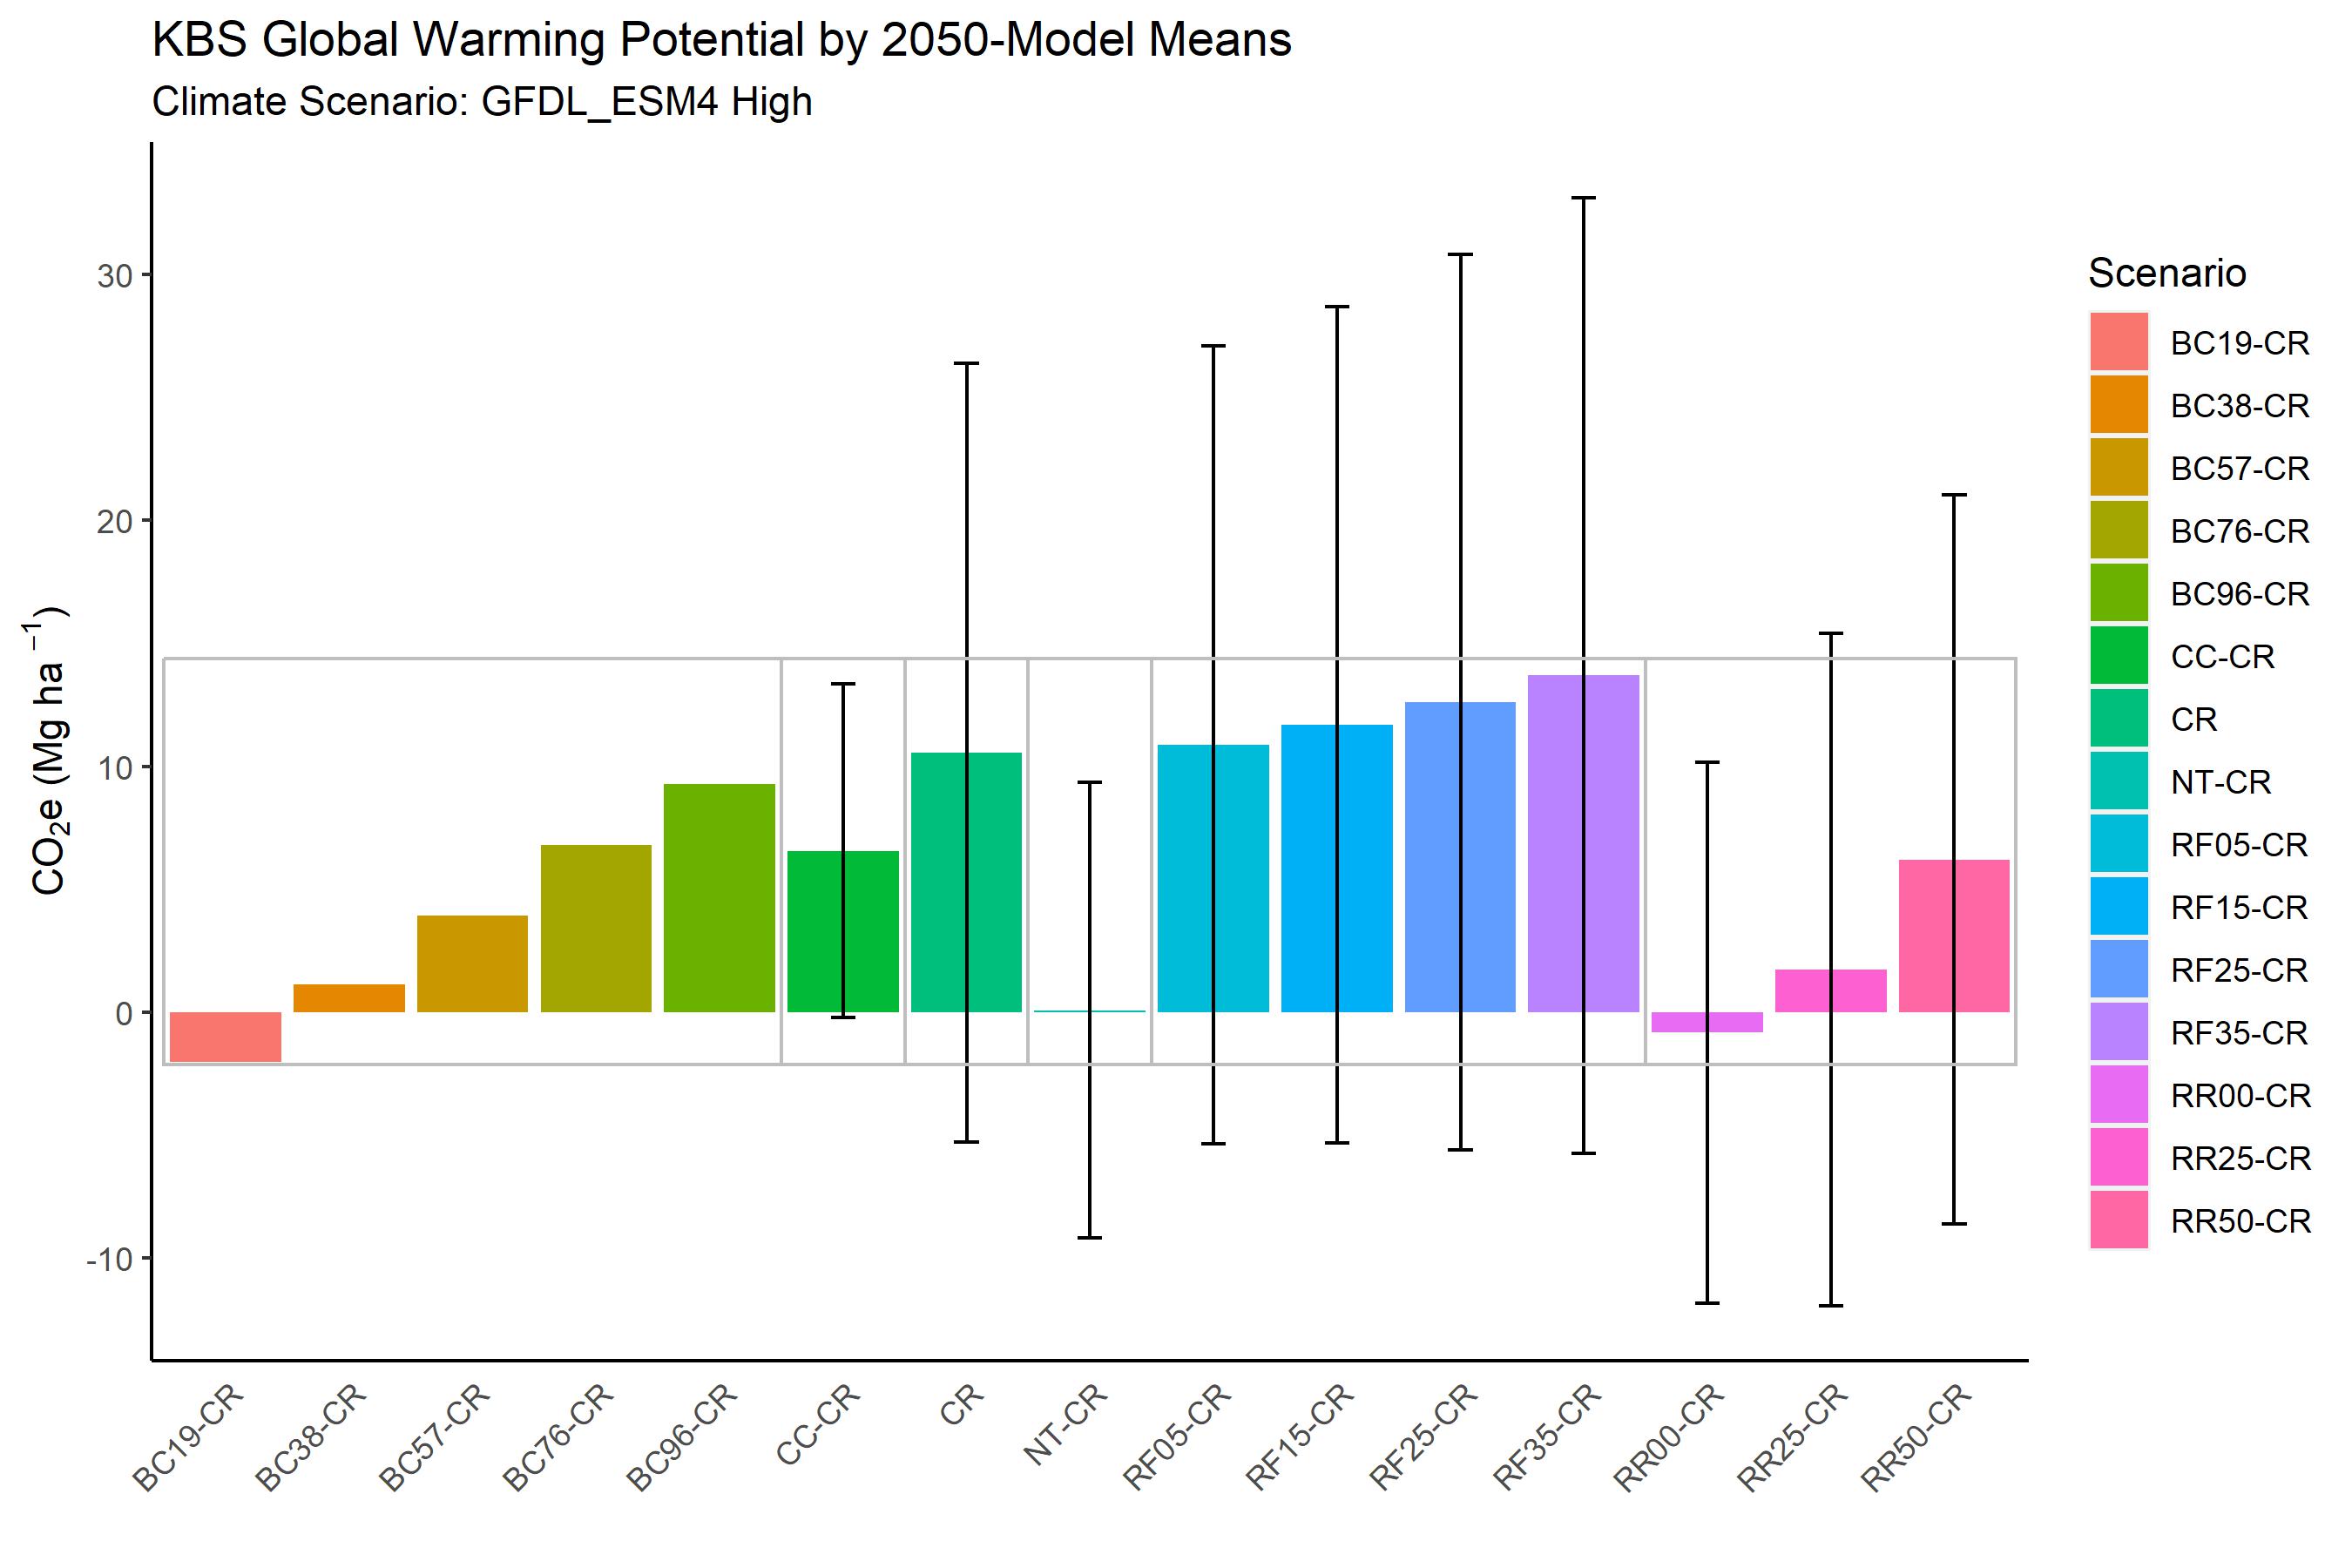 KBS Global Warming Potential by 2050-Model Means
Climate Scenario: GFDL_ESM4 High
CO₂e (Mg ha⁻¹)
30
20
10
0
-10
BC19-CR
BC38-CR
BC57-CR
BC76-CR
BC96-CR
CC-CR
CR
NT-CR
RF05-CR
RF15-CR
RF25-CR
RF35-CR
RR00-CR
RR25-CR
RR50-CR
Scenario
BC19-CR
BC38-CR
BC57-CR
BC76-CR
BC96-CR
CC-CR
CR
NT-CR
RF05-CR
RF15-CR
RF25-CR
RF35-CR
RR00-CR
RR25-CR
RR50-CR